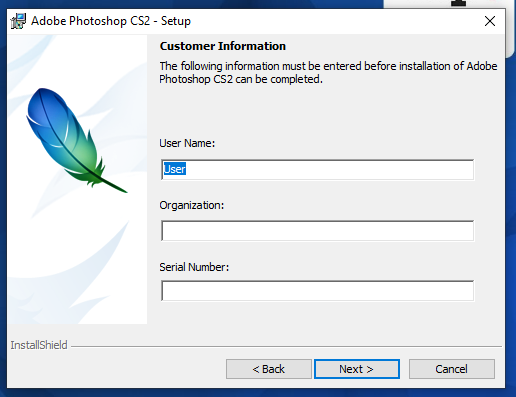 Adobe Photoshop CS2 - Setup
Customer Information
The following information must be entered before installation of Adobe
Photoshop CS2 can be completed.
User Name:
User
Organization:
Serial Number:
InstallShield
< Back
Next >
Cancel